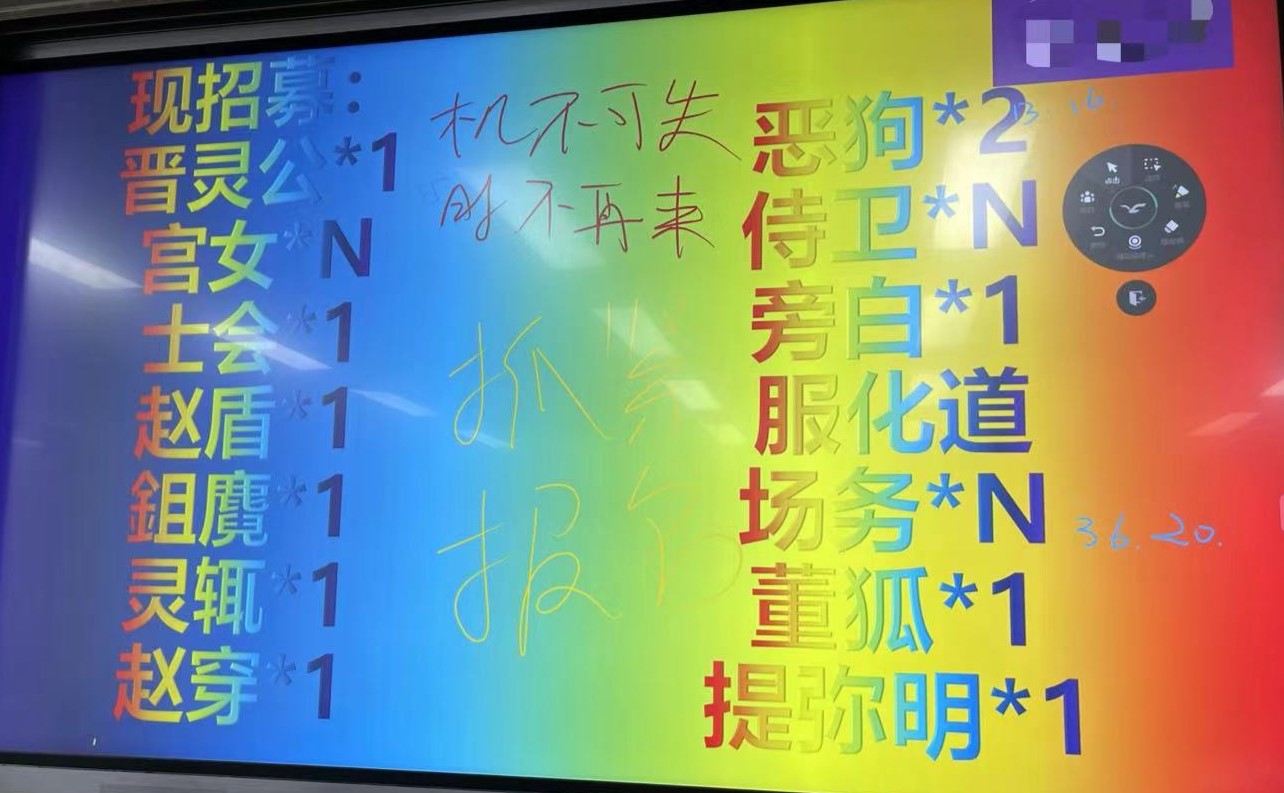 现招募：
晋灵公*1
宫女*N
士会*1
赵盾*1
鉏麑*1
灵辄*1
赵穿*1
机不可失
时不再来
抓紧
报名
恶狗*2
侍卫*N
旁白*1
服化道
场务*N
36.20.
董狐*1
提弥明*1